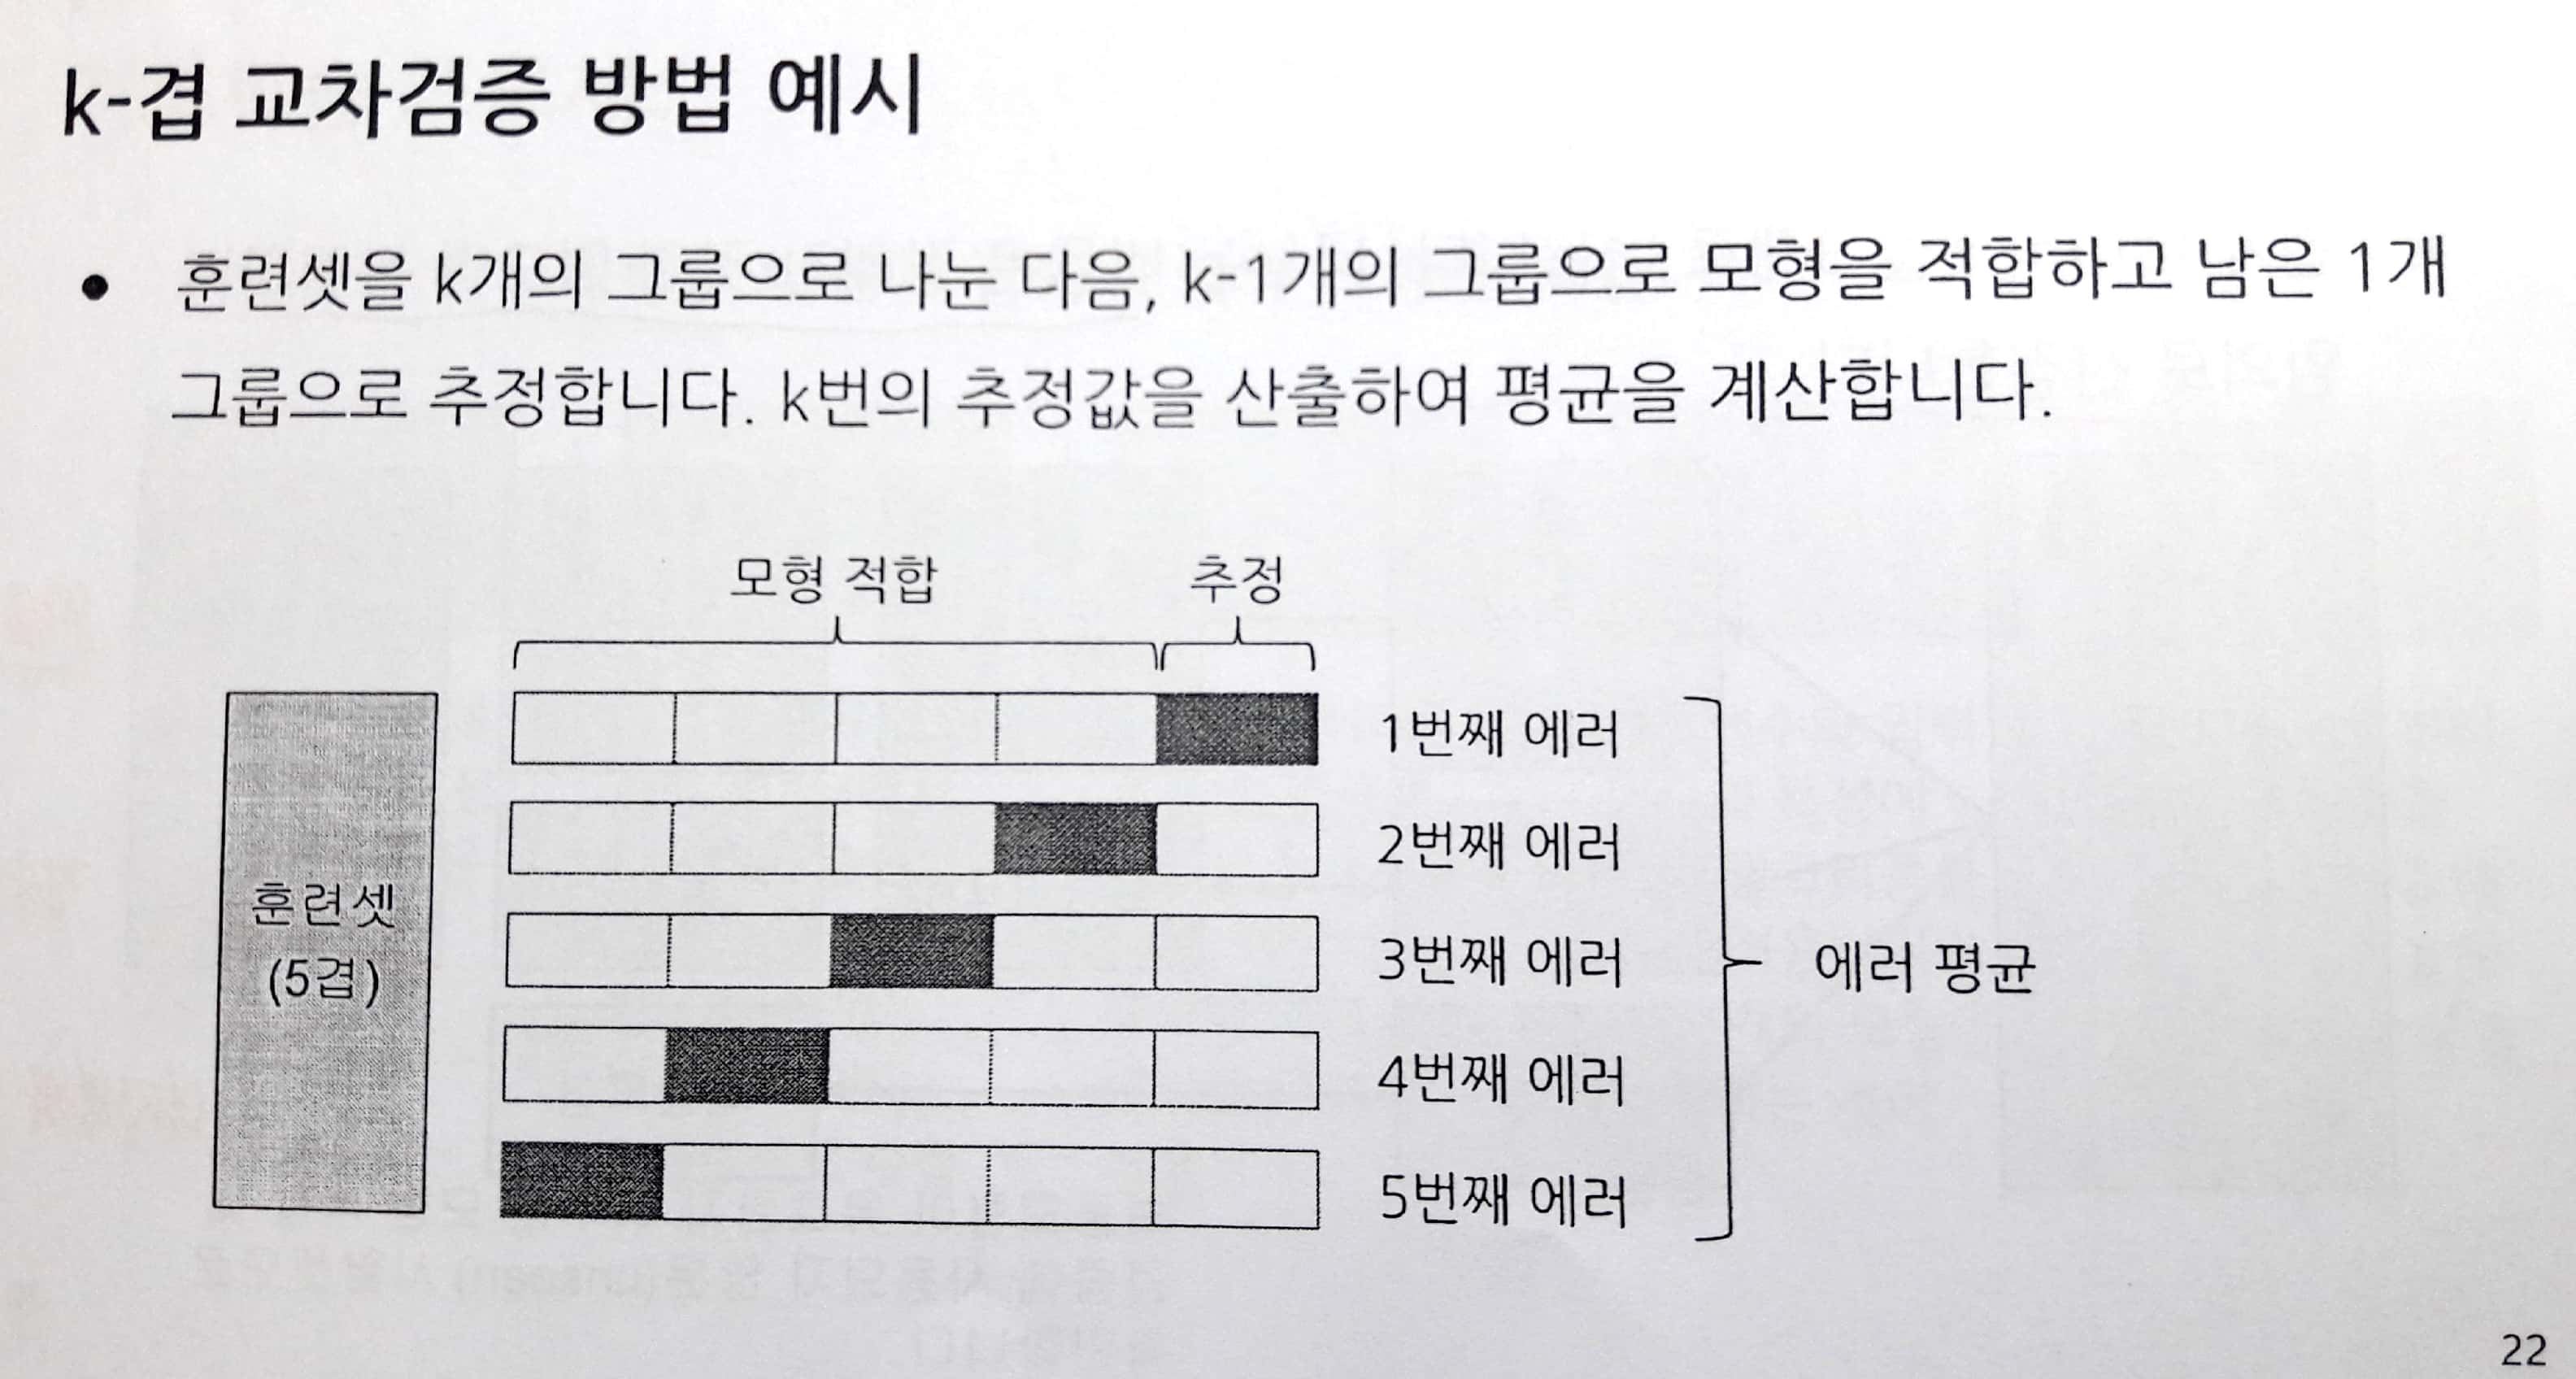 k-겹 교차검증 방법 예시
● 훈련셋을 k개의 그룹으로 나눈 다음, k-1개의 그룹으로 모형을 적합하고 남은 1개
그룹으로 추정합니다. k번의 추정값을 산출하여 평균을 계산합니다.
모형 적합 추정
1번째 에러
2번째 에러
훈련셋
(5겹)
3번째 에러
에러 평균
4번째 에러
5번째 에러
22